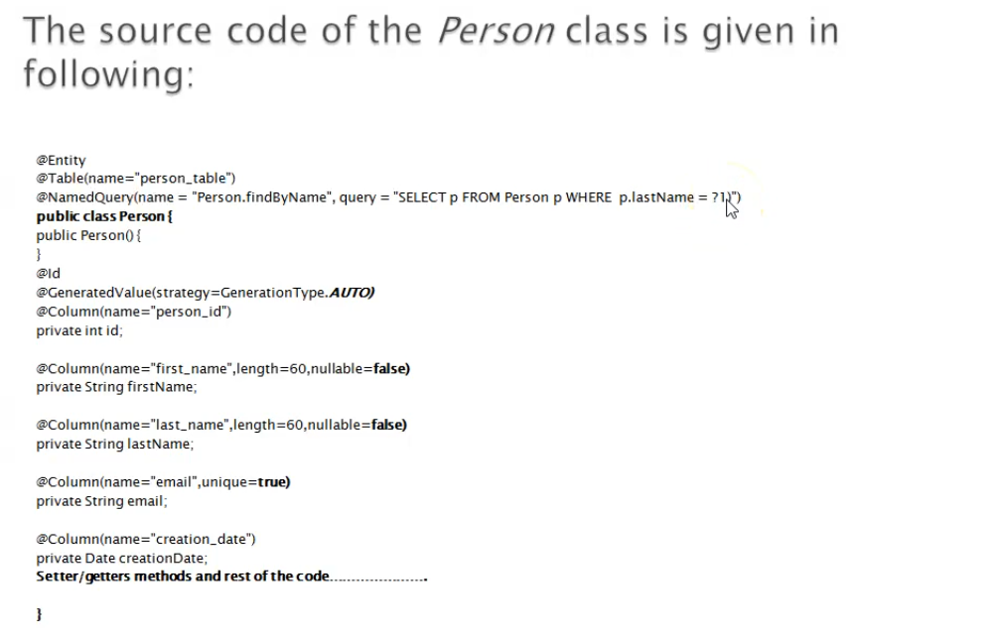 The source code of the Person class is given in
following:
@Entity
@Table(name="person_table")
@NamedQuery(name = "Person.findByName", query = "SELECT p FROM Person p WHERE p.lastName = ?1)")
public class Person {
public Person() {
}
@Id
@GeneratedValue(strategy=GenerationType.AUTO)
@Column(name="person_id")
private int id;
@Column(name="first_name",length=60,nullable=false)
private String firstName;
@Column(name="last_name",length=60,nullable=false)
private String lastName;
@Column(name="email",unique=true)
private String email;
@Column(name="creation_date")
private Date creationDate;
Setter/getters methods and rest of the code.......................
}